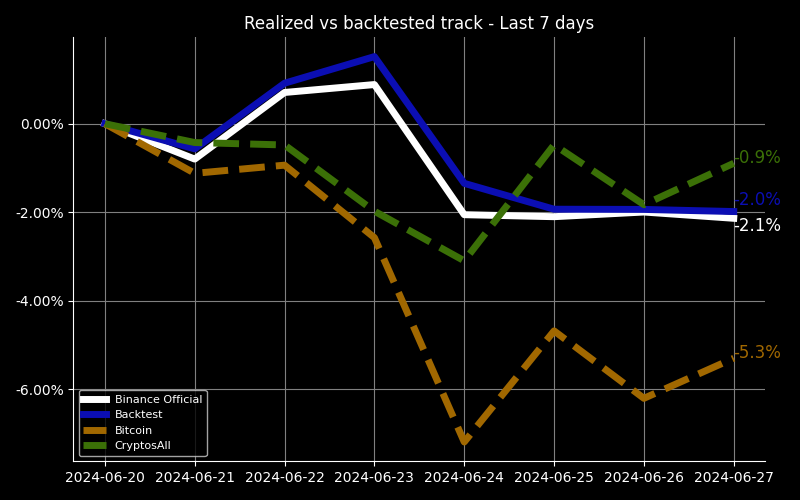 Realized vs backtested track - Last 7 days
0.00%
-2.00%
-4.00%
-6.00%
-0.9%
-2.0%
-2.1%
-5.3%
Binance Official
Backtest
Bitcoin
CryptosAll
2024-06-20 2024-06-21 2024-06-22 2024-06-23 2024-06-24 2024-06-25 2024-06-26 2024-06-27